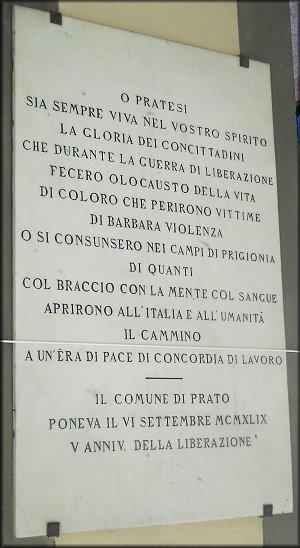 O PRATESI
SIA SEMPRE VIVA NEL VOSTRO SPIRITO
LA GLORIA DEI CONCITTADINI
CHE DURANTE LA GUERRA DI LIBERAZIONE
FECERO OLOCAUSTO DELLA VITA
DI COLORO CHE PERIRONO VITTIME
DI BARBARA VIOLENZA
O SI CONSUNSERO NEI CAMPI DI PRIGIONIA
DI QUANTI
COL BRACCIO CON LA MENTE COL SANGUE
APRIRONO ALL'ITALIA E ALL'UMANITÀ
IL CAMMINO
A UN'ÊRA DI PACE DI CONCORDIA DI LAVORO
IL COMUNE DI PRATO
PONEVA IL VI SETTEMBRE MCMXLIX
V ANNIV. DELLA LIBERAZIONE